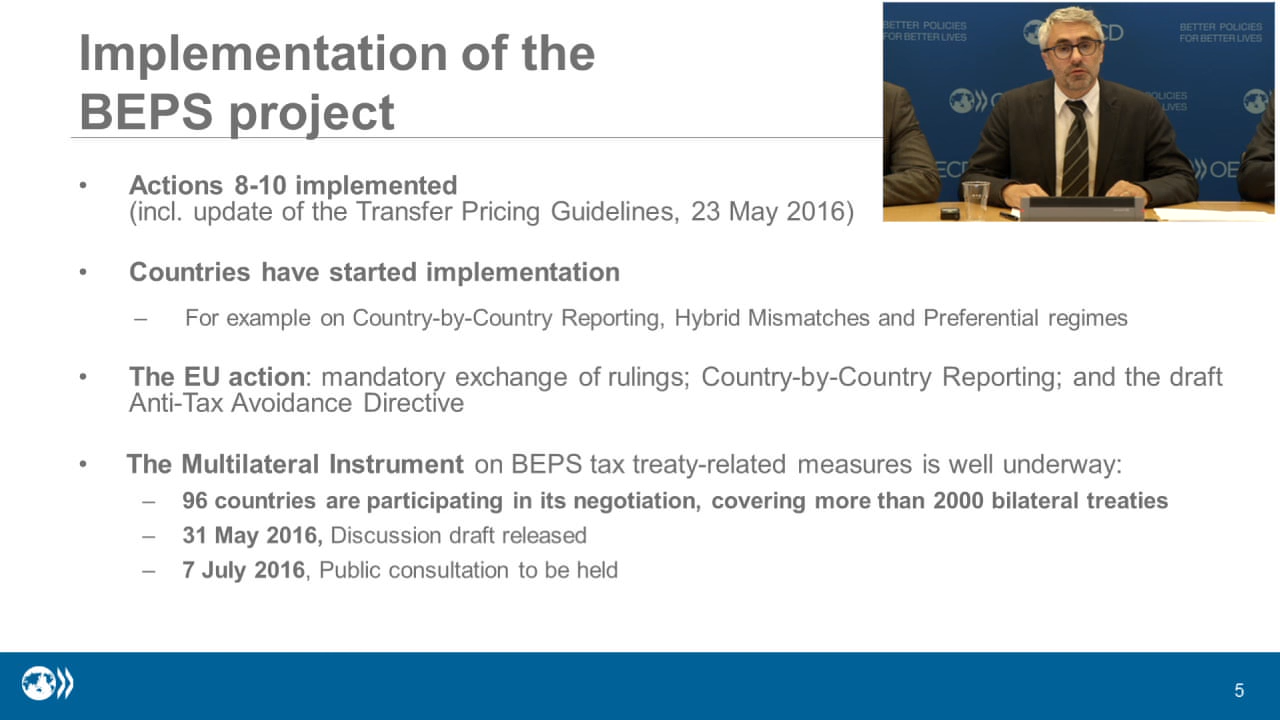 Implementation of the
BEPS project
BETTER POLICIES
FOR BETTER LIVES
CD
BETTER POLICIES
FOR BETTER LIVES
POLICIES
LIVES
ECD
OE
• Actions 8-10 implemented
(incl. update of the Transfer Pricing Guidelines, 23 May 2016)
• Countries have started implementation
– For example on Country-by-Country Reporting, Hybrid Mismatches and Preferential regimes
• The EU action: mandatory exchange of rulings; Country-by-Country Reporting; and the draft
Anti-Tax Avoidance Directive
• The Multilateral Instrument on BEPS tax treaty-related measures is well underway:
– 96 countries are participating in its negotiation, covering more than 2000 bilateral treaties
– 31 May 2016, Discussion draft released
– 7 July 2016, Public consultation to be held
5